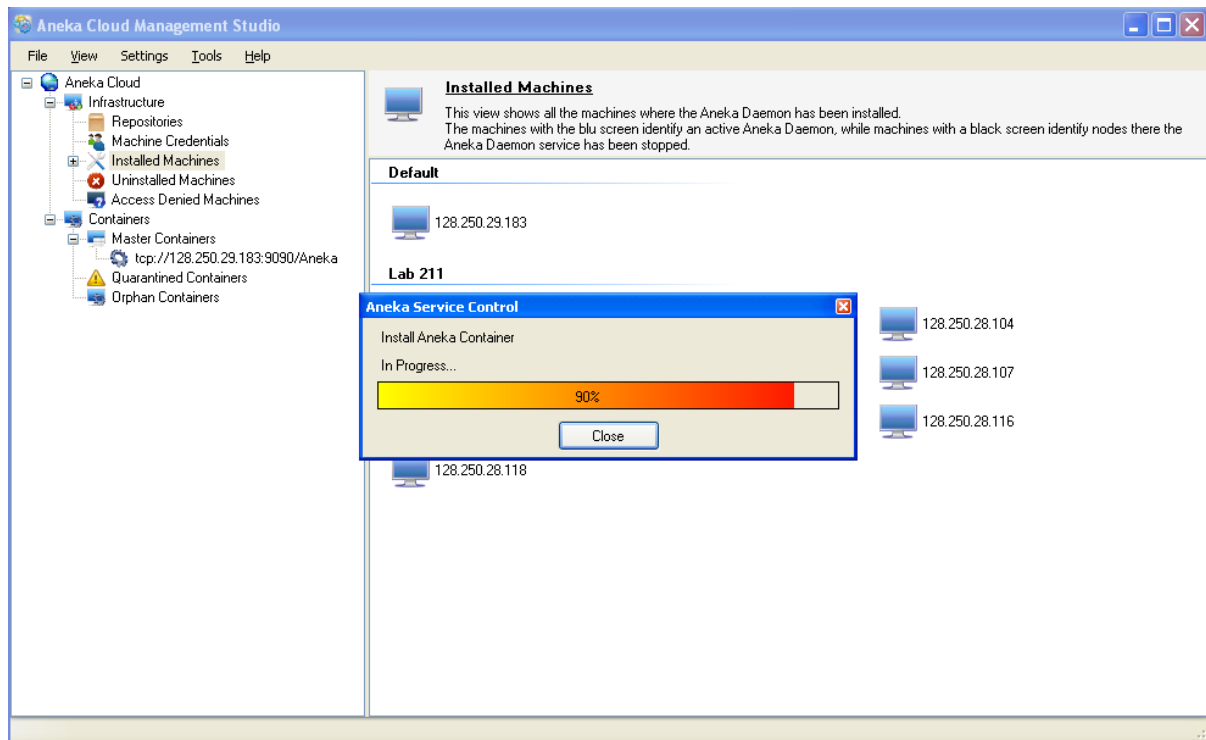 Aneka Cloud Management Studio
File View Settings Tools Help
Aneka Cloud
Infrastructure
Repositories
Machine Credentials
Installed Machines
Uninstalled Machines
Access Denied Machines
Containers
Master Containers
tcp://128.250.29.183:9090/Aneka
Quarantined Containers
Orphan Containers
Installed Machines
This view shows all the machines where the Aneka Daemon has been installed.
The machines with the blu screen identify an active Aneka Daemon, while machines with a black screen identify nodes there the
Aneka Daemon service has been stopped.
Default
128.250.29.183
Lab 211
Aneka Service Control
Install Aneka Container
In Progress...
90%
Close
128.250.28.104
128.250.28.107
128.250.28.116
128.250.28.118